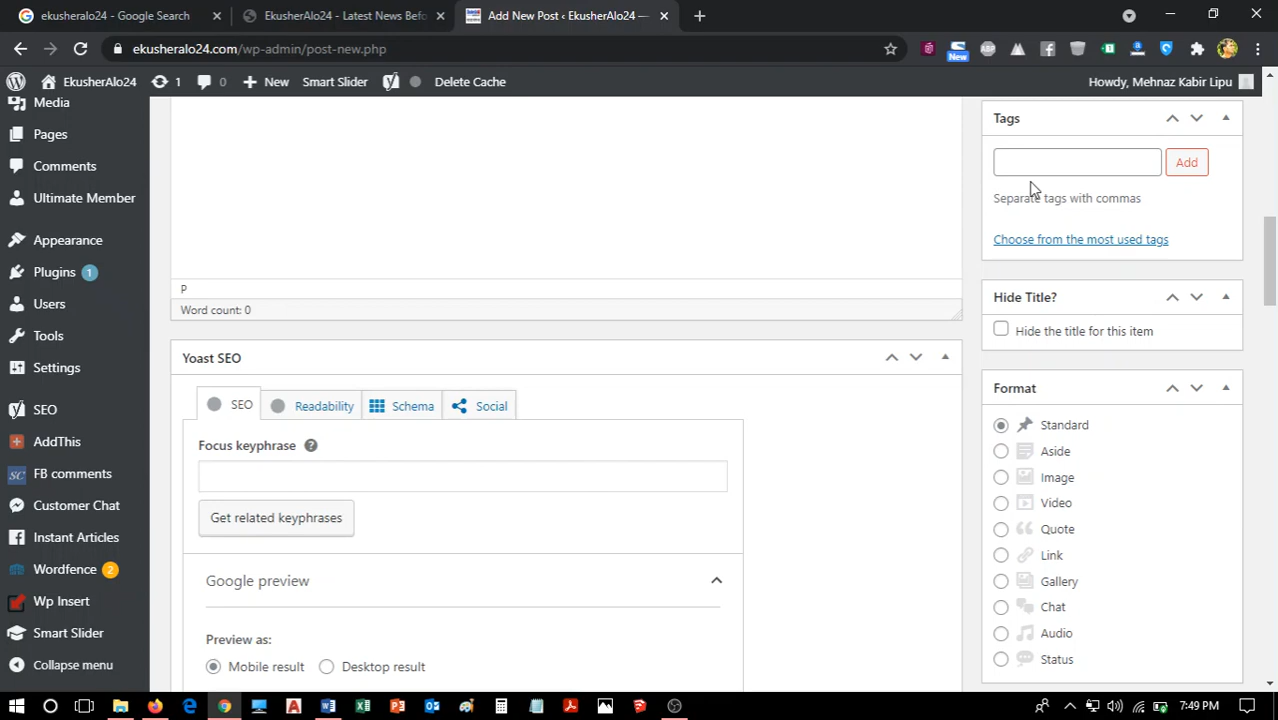 ekusheralo24 - Google Search
EkusherAlo24 - Latest News Befo
Add New Post ‹ EkusherAlo24 —
ekusheralo24.com/wp-admin/post-new.php
New
EkusherAlo24
1
0
New
Smart Slider
Delete Cache
Howdy, Mehnaz Kabir Lipu
Media
Pages
Comments
Ultimate Member
Appearance
Plugins 1
Users
Tools
Settings
SEO
AddThis
FB comments
Customer Chat
Instant Articles
Wordfence 2
Wp Insert
Smart Slider
Collapse menu
P
Word count: 0
Yoast SEO
SEO
Readability
Schema
Social
Focus keyphrase ?
Get related keyphrases
Google preview
Preview as:
Mobile result
Desktop result
Tags
Add
Separate tags with commas
Choose from the most used tags
Hide Title?
Hide the title for this item
Format
Standard
Aside
Image
Video
Quote
Link
Gallery
Chat
Audio
Status
7:49 PM